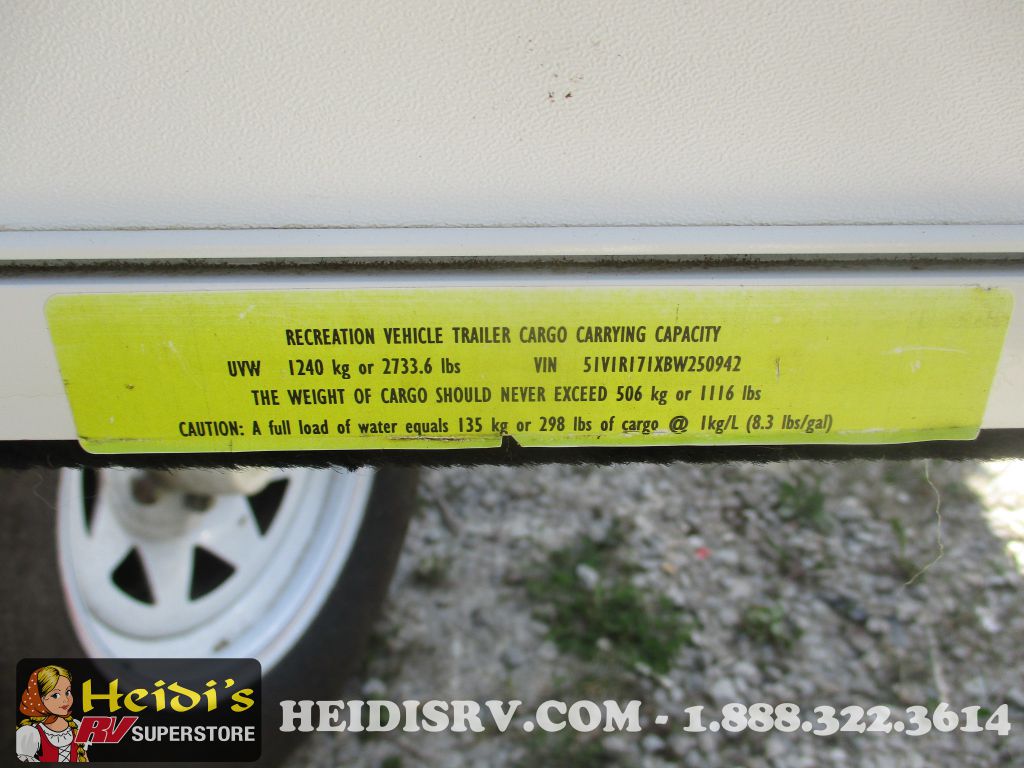 RECREATION VEHICLE TRAILER CARGO CARRYING CAPACITY
UVW 1240 kg or 2733.6 lbs VIN 51V1R171XBW250942
THE WEIGHT OF CARGO SHOULD NEVER EXCEED 506 kg or 1116 lbs
CAUTION: A full load of water equals 135 kg or 298 lbs of cargo @ 1kg/L (8.3 lbs/gal)
Heidi's
RV SUPERSTORE
HEIDISRV.COM - 1.888.322.3614